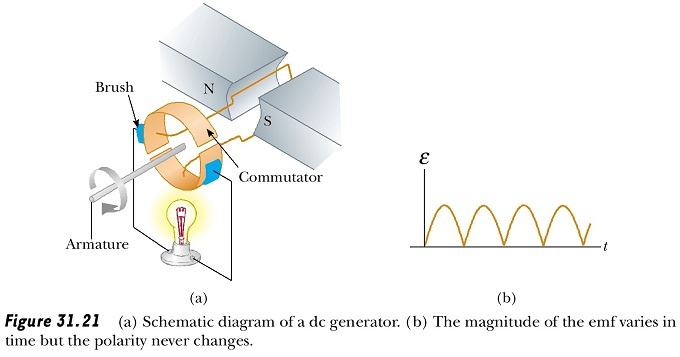 N
Brush
S
ℰ
Commutator
Armature
t
(a)
(b)
Figure 31.21 (a) Schematic diagram of a dc generator. (b) The magnitude of the emf varies in
time but the polarity never changes.